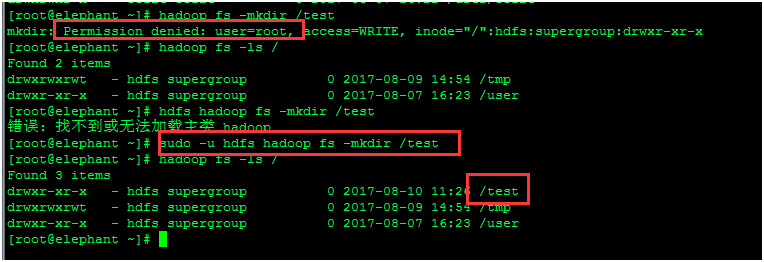 [root@elephant ~]# hadoop fs -mkdir /test
mkdir: Permission denied: user=root, access=WRITE, inode="/":hdfs:supergroup:drwxr-xr-x
[root@elephant ~]# hadoop fs -ls /
Found 2 items
drwxrwxrwt   - hdfs supergroup          0 2017-08-09 14:54 /tmp
drwxr-xr-x   - hdfs supergroup          0 2017-08-07 16:23 /user
[root@elephant ~]# hdfs hadoop fs -mkdir /test
错误: 找不到或无法加载主类 hadoop
[root@elephant ~]# sudo -u hdfs hadoop fs -mkdir /test
[root@elephant ~]# hadoop fs -ls /
Found 3 items
drwxr-xr-x   - hdfs supergroup          0 2017-08-10 11:26 /test
drwxrwxrwt   - hdfs supergroup          0 2017-08-09 14:54 /tmp
drwxr-xr-x   - hdfs supergroup          0 2017-08-07 16:23 /user
[root@elephant ~]#